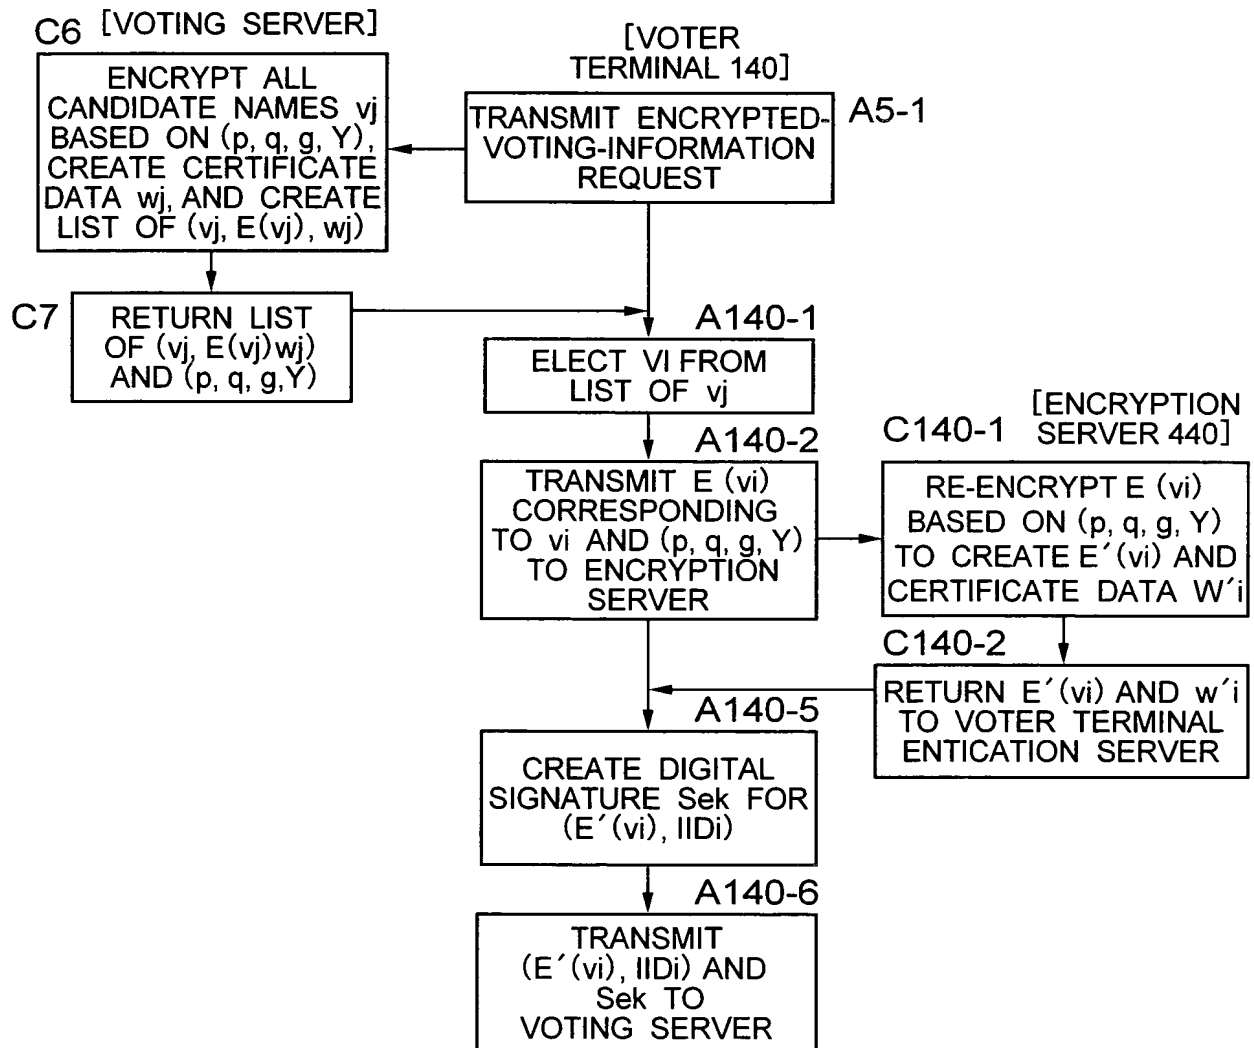 C6 [VOTING SERVER]
ENCRYPT ALL
CANDIDATE NAMES vj
BASED ON (p, q, g, Y),
CREATE CERTIFICATE
DATA wj, AND CREATE
LIST OF (vj, E(vj), wj)
[VOTER
TERMINAL 140]
A5-1
TRANSMIT ENCRYPTED-
VOTING-INFORMATION
REQUEST
C7
RETURN LIST
OF (vj, E(vj)wj)
AND (p, q, g,Y)
A140-1
ELECT VI FROM
LIST OF vj
A140-2
TRANSMIT E (vi)
CORRESPONDING
TO vi AND (p, q, g, Y)
TO ENCRYPTION
SERVER
[ENCRYPTION
SERVER 440]
C140-1
RE-ENCRYPT E (vi)
BASED ON (p, q, g, Y)
TO CREATE E′(vi) AND
CERTIFICATE DATA W′i
C140-2
RETURN E′(vi) AND w′i
TO VOTER TERMINAL
ENTICATION SERVER
A140-5
CREATE DIGITAL
SIGNATURE Sek FOR
(E′(vi), IIDi)
A140-6
TRANSMIT
(E′(vi), IIDi) AND
Sek TO
VOTING SERVER